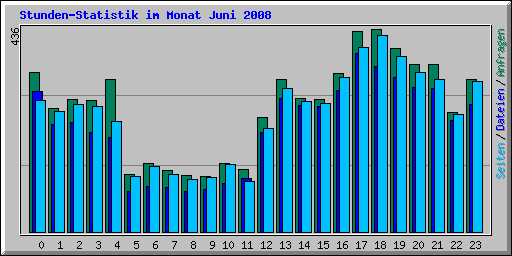 Stunden-Statistik im Monat Juni 2008
436
Seiten / Dateien / Anfragen
0 1 2 3 4 5 6 7 8 9 10 11 12 13 14 15 16 17 18 19 20 21 22 23